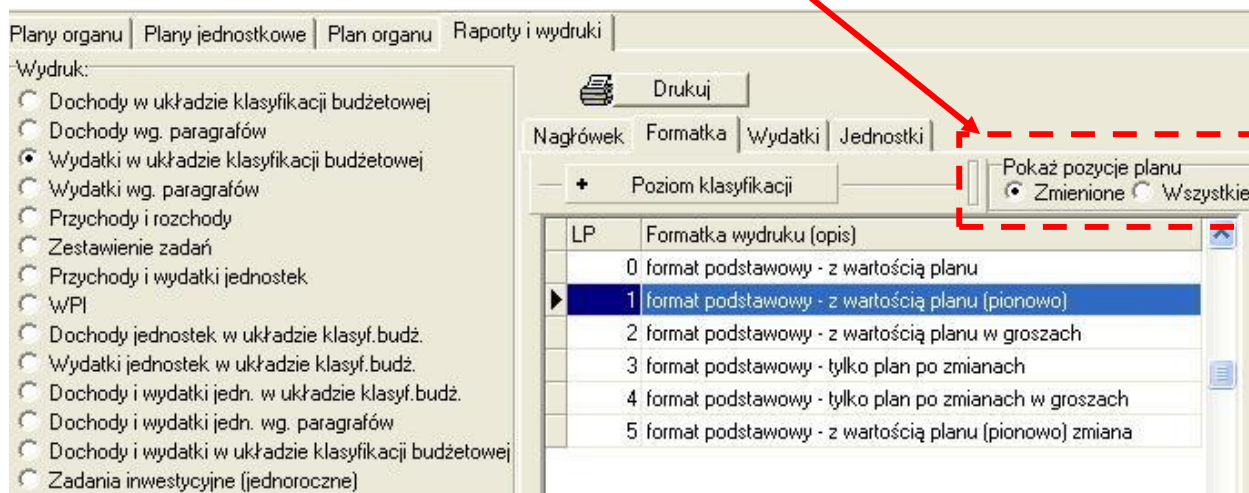 Plany organu Plany jednostkowe Plan organu Raporty i wydruki
Wydruk:
Dochody w układzie klasyfikacji budżetowej
Dochody wg. paragrafów
Wydatki w układzie klasyfikacji budżetowej
Wydatki wg. paragrafów
Przychody i rozchody
Zestawienie zadań
Przychody i wydatki jednostek
WPI
Dochody jednostek w układzie klasyf.budż.
Wydatki jednostek w układzie klasyf.budż.
Dochody i wydatki jedn. w układzie klasyf.budż.
Dochody i wydatki jedn. wg. paragrafów
Dochody i wydatki w układzie klasyfikacji budżetowej
Zadania inwestycyjne (jednoroczne)
Drukuj
Nagłówek Formatka Wydatki Jednostki
+ Poziom klasyfikacji
Pokaż pozycje planu
Zmienione Wszystkie
LP Formatka wydruku (opis)
0 format podstawowy - z wartością planu
1 format podstawowy - z wartością planu (pionowo)
2 format podstawowy - z wartością planu w groszach
3 format podstawowy - tylko plan po zmianach
4 format podstawowy - tylko plan po zmianach w groszach
5 format podstawowy - z wartością planu (pionowo) zmiana